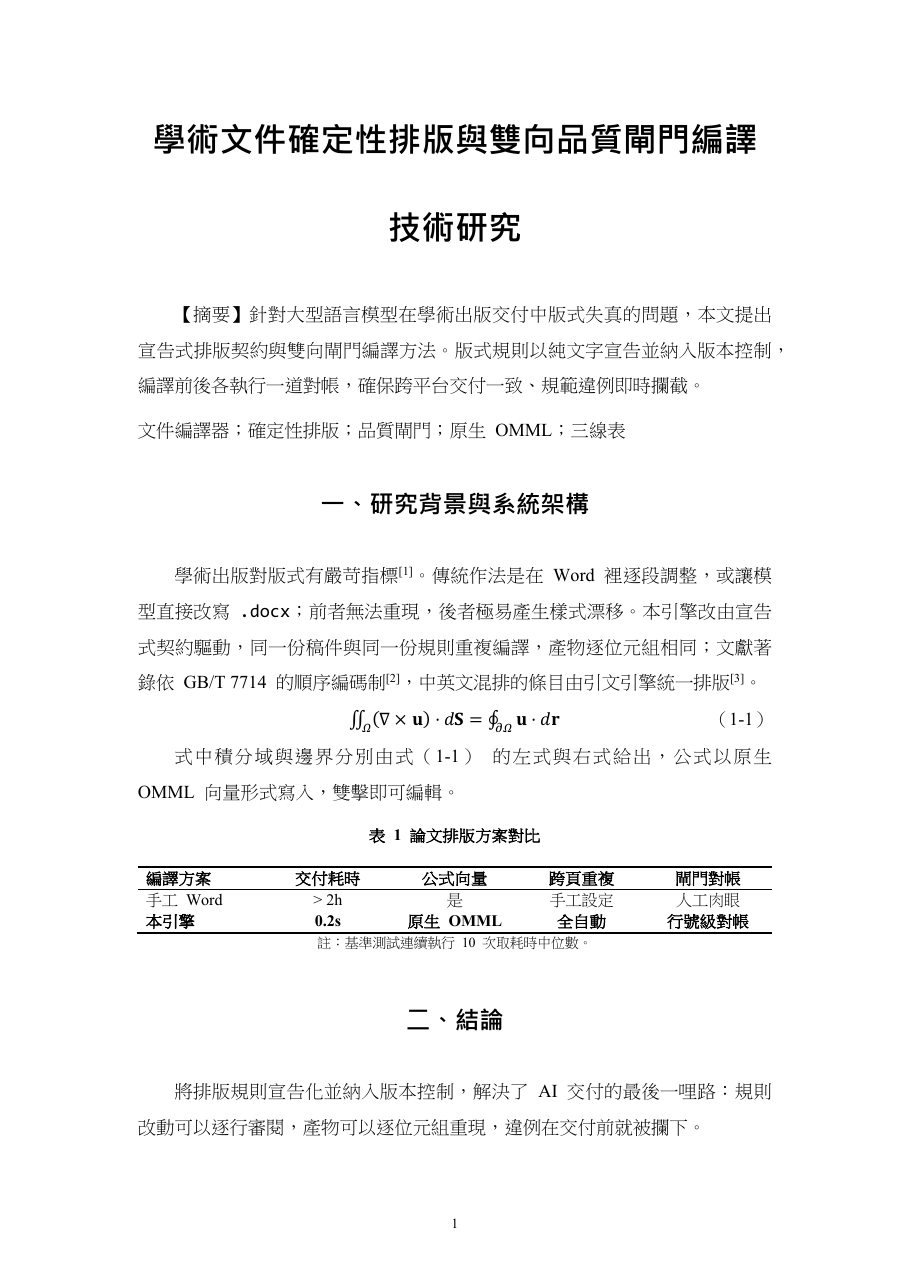 學術文件確定性排版與雙向品質閘門編譯
技術研究
【摘要】針對大型語言模型在學術出版交付中版式失真的問題，本文提出
宣告式排版契約與雙向閘門編譯方法。版式規則以純文字宣告並納入版本控制，
編譯前後各執行一道對帳，確保跨平台交付一致、規範違例即時攔截。
文件編譯器；確定性排版；品質閘門；原生 OMML；三線表
一、研究背景與系統架構
學術出版對版式有嚴苛指標[1]。傳統作法是在 Word 裡逐段調整，或讓模
型直接改寫 .docx；前者無法重現，後者極易產生樣式漂移。本引擎改由宣告
式契約驅動，同一份稿件與同一份規則重複編譯，產物逐位元組相同；文獻著
錄依 GB/T 7714 的順序編碼制[2]，中英文混排的條目由引文引擎統一排版[3]。
∬_Ω(∇ × u) · dS = ∮_∂Ω u · dr （1-1）
式中積分域與邊界分別由式（1-1） 的左式與右式給出，公式以原生
OMML 向量形式寫入，雙擊即可編輯。
表 1 論文排版方案對比
編譯方案 交付耗時 公式向量 跨頁重複 閘門對帳
手工 Word > 2h 是 手工設定 人工肉眼
本引擎 0.2s 原生 OMML 全自動 行號級對帳
註：基準測試連續執行 10 次取耗時中位數。
二、結論
將排版規則宣告化並納入版本控制，解決了 AI 交付的最後一哩路：規則
改動可以逐行審閱，產物可以逐位元組重現，違例在交付前就被攔下。
1